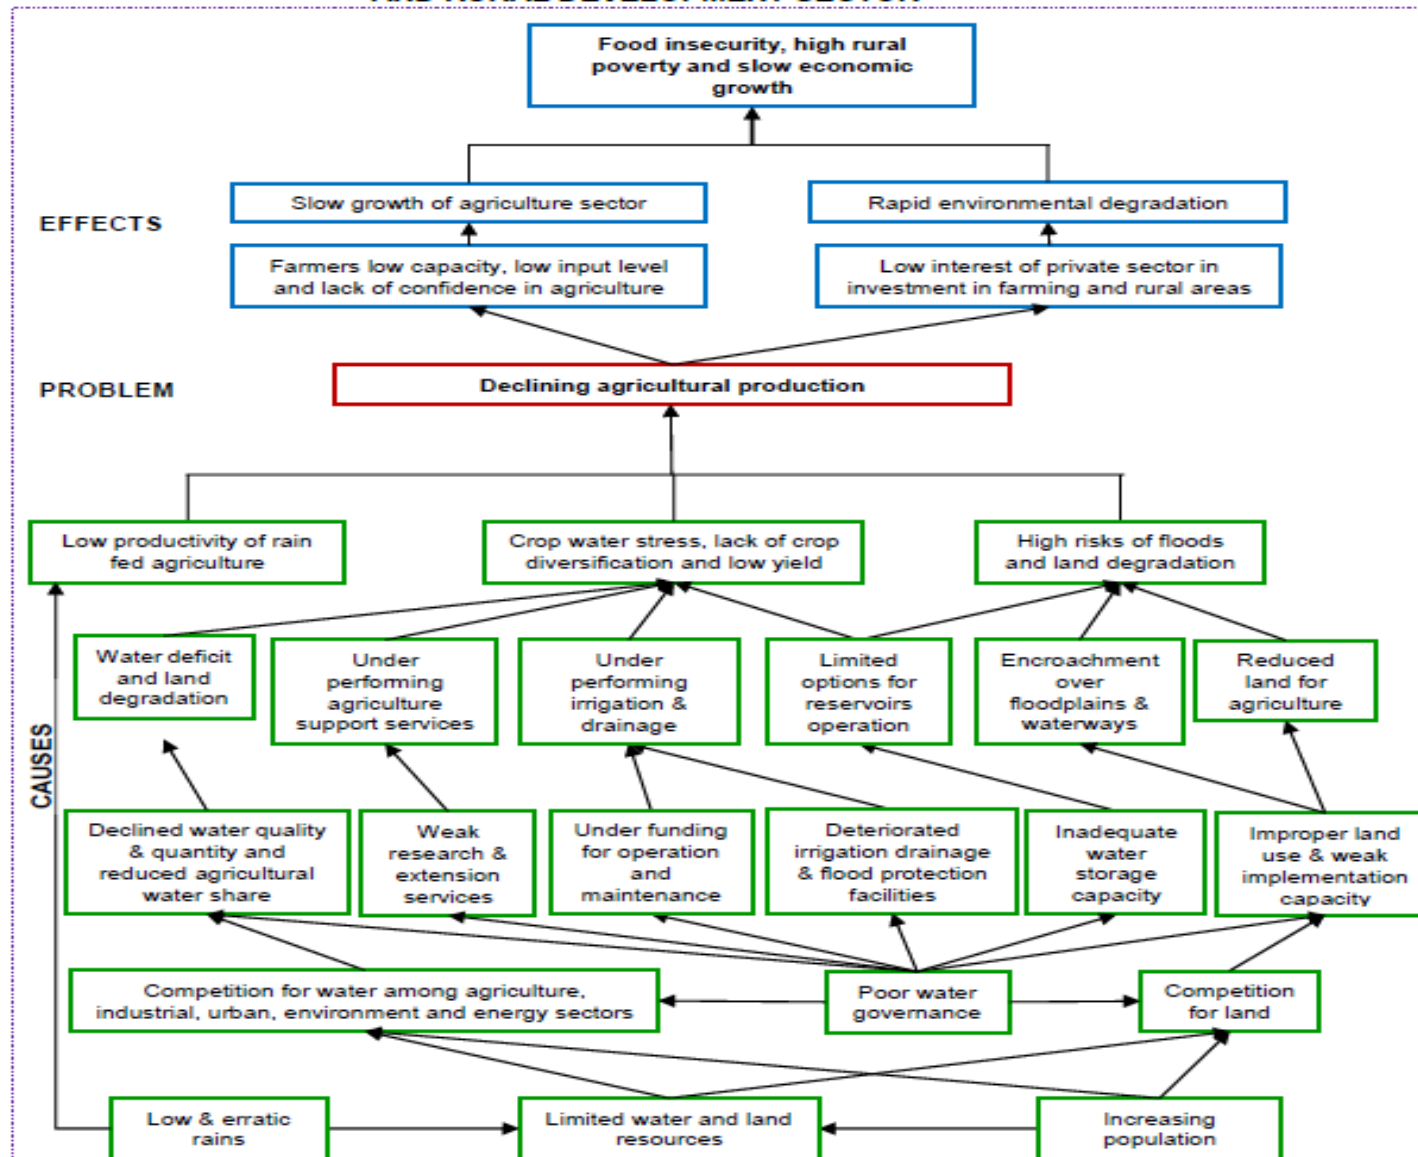 AND RURAL DEVELOPMENT SECTOR
Food insecurity, high rural
poverty and slow economic
growth
EFFECTS
Slow growth of agriculture sector
Rapid environmental degradation
Farmers low capacity, low input level
and lack of confidence in agriculture
Low interest of private sector in
investment in farming and rural areas
PROBLEM
Declining agricultural production
CAUSES
Low productivity of rain
fed agriculture
Crop water stress, lack of crop
diversification and low yield
High risks of floods
and land degradation
Water deficit
and land
degradation
Under
performing
agriculture
support services
Under
performing
irrigation &
drainage
Limited
options for
reservoirs
operation
Encroachment
over
floodplains &
waterways
Reduced
land for
agriculture
Declined water quality
& quantity and
reduced agricultural
water share
Weak
research &
extension
services
Under funding
for operation
and
maintenance
Deteriorated
irrigation drainage
& flood protection
facilities
Inadequate
water
storage
capacity
Improper land
use & weak
implementation
capacity
Competition for water among agriculture,
industrial, urban, environment and energy sectors
Poor water
governance
Competition
for land
Low & erratic
rains
Limited water and land
resources
Increasing
population